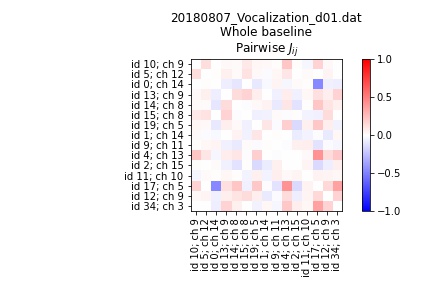 20180807_Vocalization_d01.dat
Whole baseline
Pairwise J_{ij}
id 10; ch 9
id 5; ch 12
id 0; ch 14
id 13; ch 9
id 14; ch 8
id 15; ch 8
id 19; ch 5
id 1; ch 14
id 9; ch 11
id 4; ch 13
id 2; ch 15
id 11; ch 10
id 17; ch 5
id 12; ch 9
id 34; ch 3
id 10; ch 9
id 5; ch 12
id 0; ch 14
id 13; ch 9
id 14; ch 8
id 15; ch 8
id 19; ch 5
id 1; ch 14
id 9; ch 11
id 4; ch 13
id 2; ch 15
id 11; ch 10
id 17; ch 5
id 12; ch 9
id 34; ch 3
1.0
0.5
0.0
−0.5
−1.0